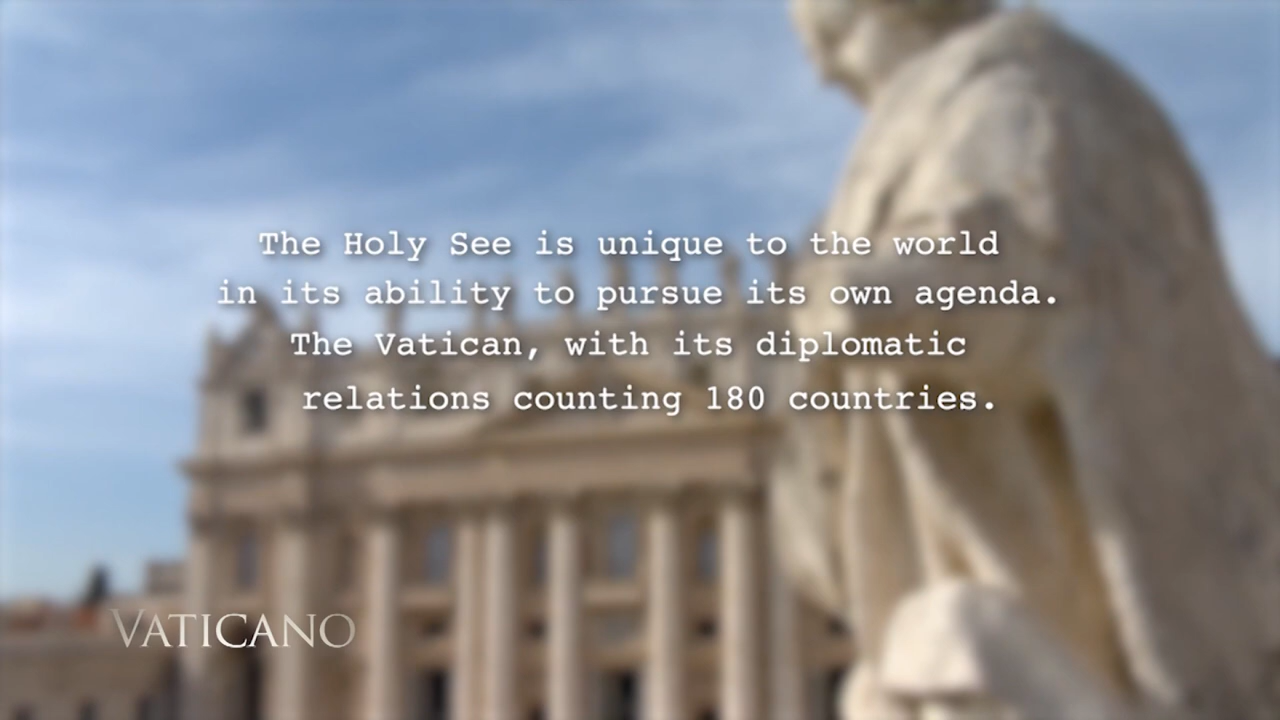 The Holy See is unique to the world
in its ability to pursue its own agenda.
The Vatican, with its diplomatic
relations counting 180 countries.
VATICANO